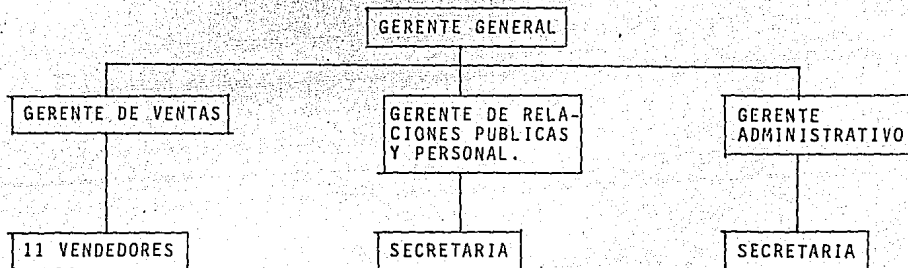 GERENTE GENERAL
GERENTE DE VENTAS
GERENTE DE RELA-
CIONES PUBLICAS
Y PERSONAL.
GERENTE
ADMINISTRATIVO
11 VENDEDORES
SECRETARIA
SECRETARIA